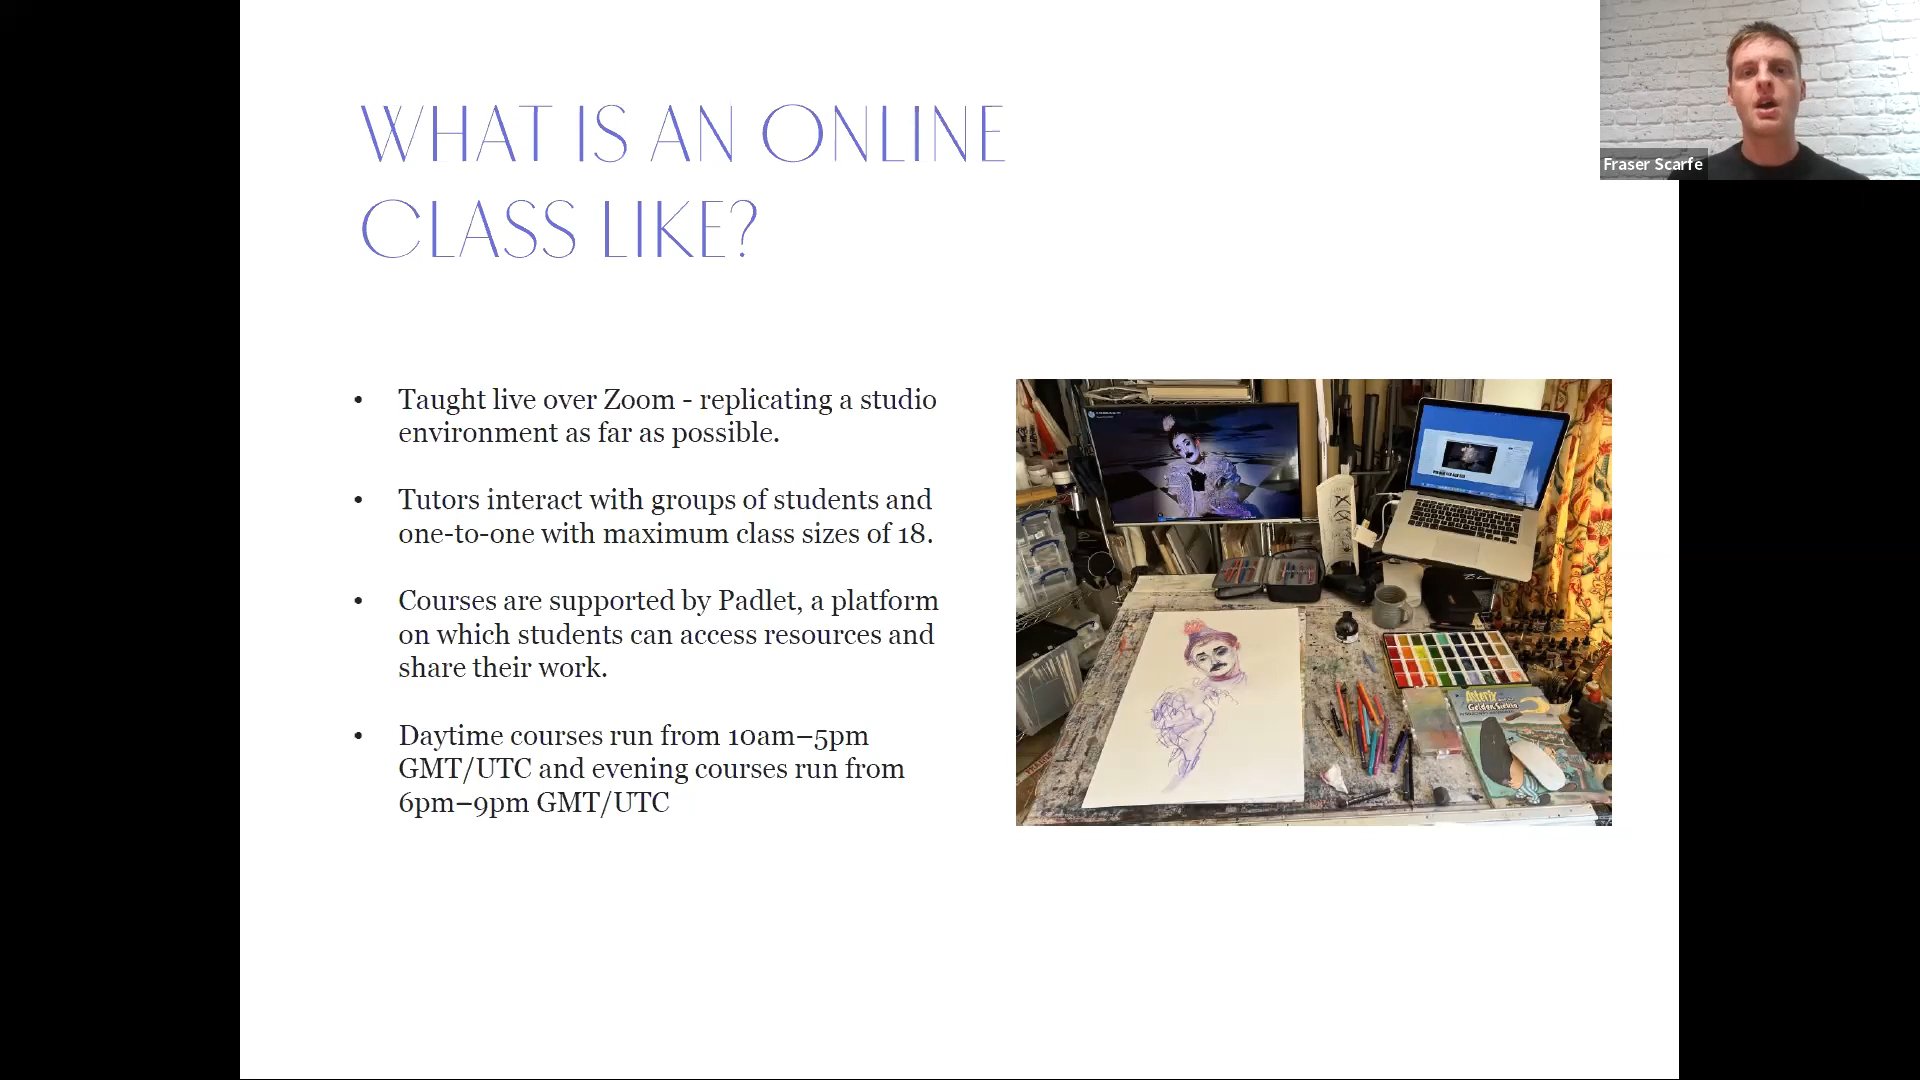 WHAT IS AN ONLINE
CLASS LIKE?
Fraser Scarfe
• Taught live over Zoom - replicating a studio
environment as far as possible.
• Tutors interact with groups of students and
one-to-one with maximum class sizes of 18.
• Courses are supported by Padlet, a platform
on which students can access resources and
share their work.
• Daytime courses run from 10am–5pm
GMT/UTC and evening courses run from
6pm–9pm GMT/UTC
Asterix